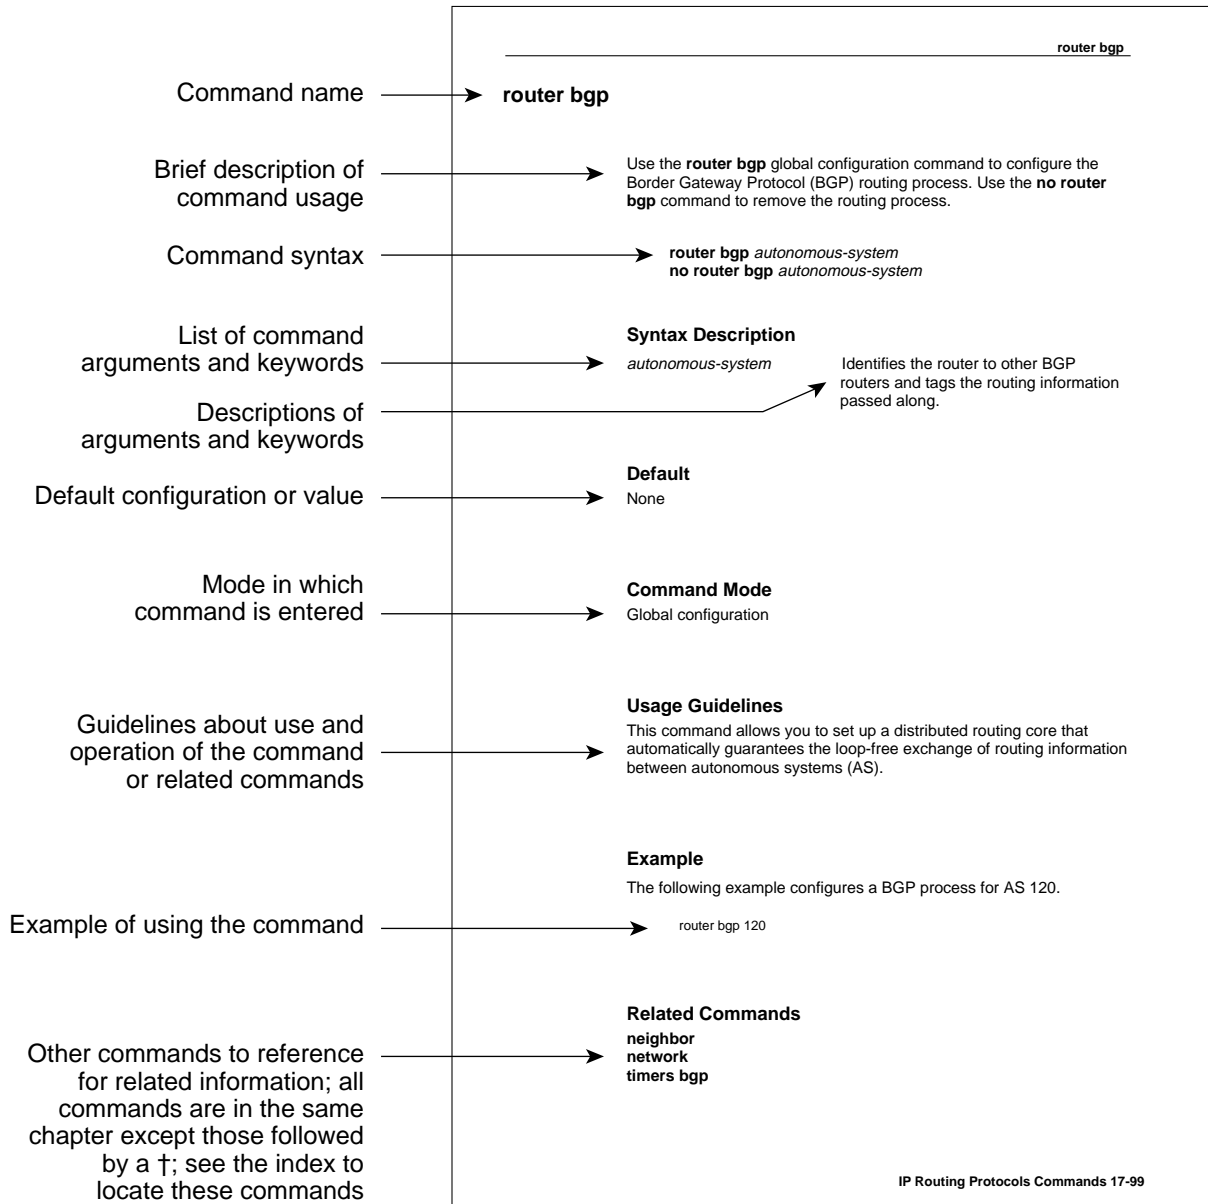 router bgp
Command name
router bgp
Brief description of
command usage
Use the router bgp global configuration command to configure the
Border Gateway Protocol (BGP) routing process. Use the no router
bgp command to remove the routing process.
Command syntax
router bgp autonomous-system
no router bgp autonomous-system
List of command
arguments and keywords
Syntax Description
autonomous-system
Identifies the router to other BGP
routers and tags the routing information
passed along.
Descriptions of
arguments and keywords
Default configuration or value
Default
None
Mode in which
command is entered
Command Mode
Global configuration
Guidelines about use and
operation of the command
or related commands
Usage Guidelines
This command allows you to set up a distributed routing core that
automatically guarantees the loop-free exchange of routing information
between autonomous systems (AS).
Example
The following example configures a BGP process for AS 120.
Example of using the command
router bgp 120
Related Commands
neighbor
network
timers bgp
Other commands to reference
for related information; all
commands are in the same
chapter except those followed
by a †; see the index to
locate these commands
IP Routing Protocols Commands 17-99